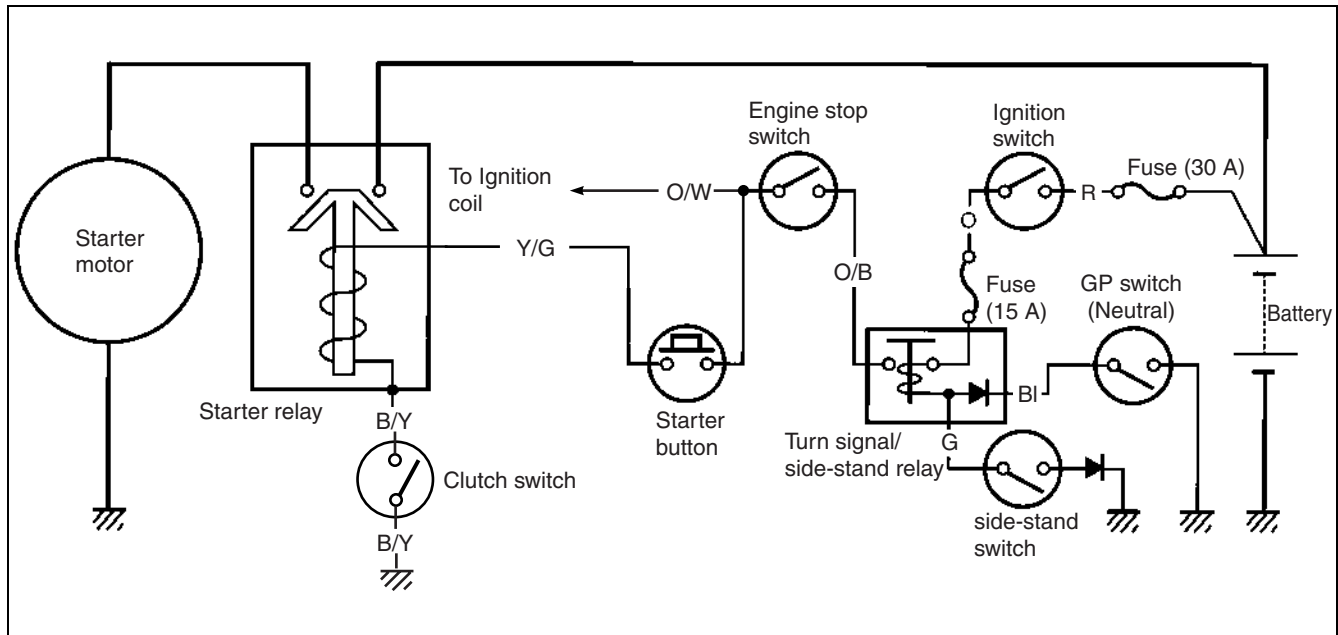 Engine stop
switch
Ignition
switch
Fuse (30 A)
To Ignition
coil
O/W
R
Starter
motor
Y/G
O/B
Fuse
(15 A)
GP switch
(Neutral)
Battery
Starter relay
Starter
button
Bl
B/Y
G
Turn signal/
side-stand relay
Clutch switch
side-stand
switch
B/Y